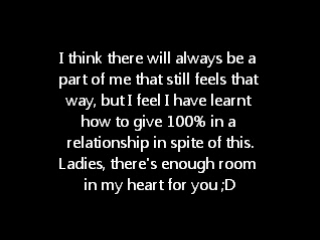 I think there will always be a
part of me that still feels that
way, but I feel I have learnt
how to give 100% in a
relationship in spite of this.
Ladies, there's enough room
in my heart for you ;D